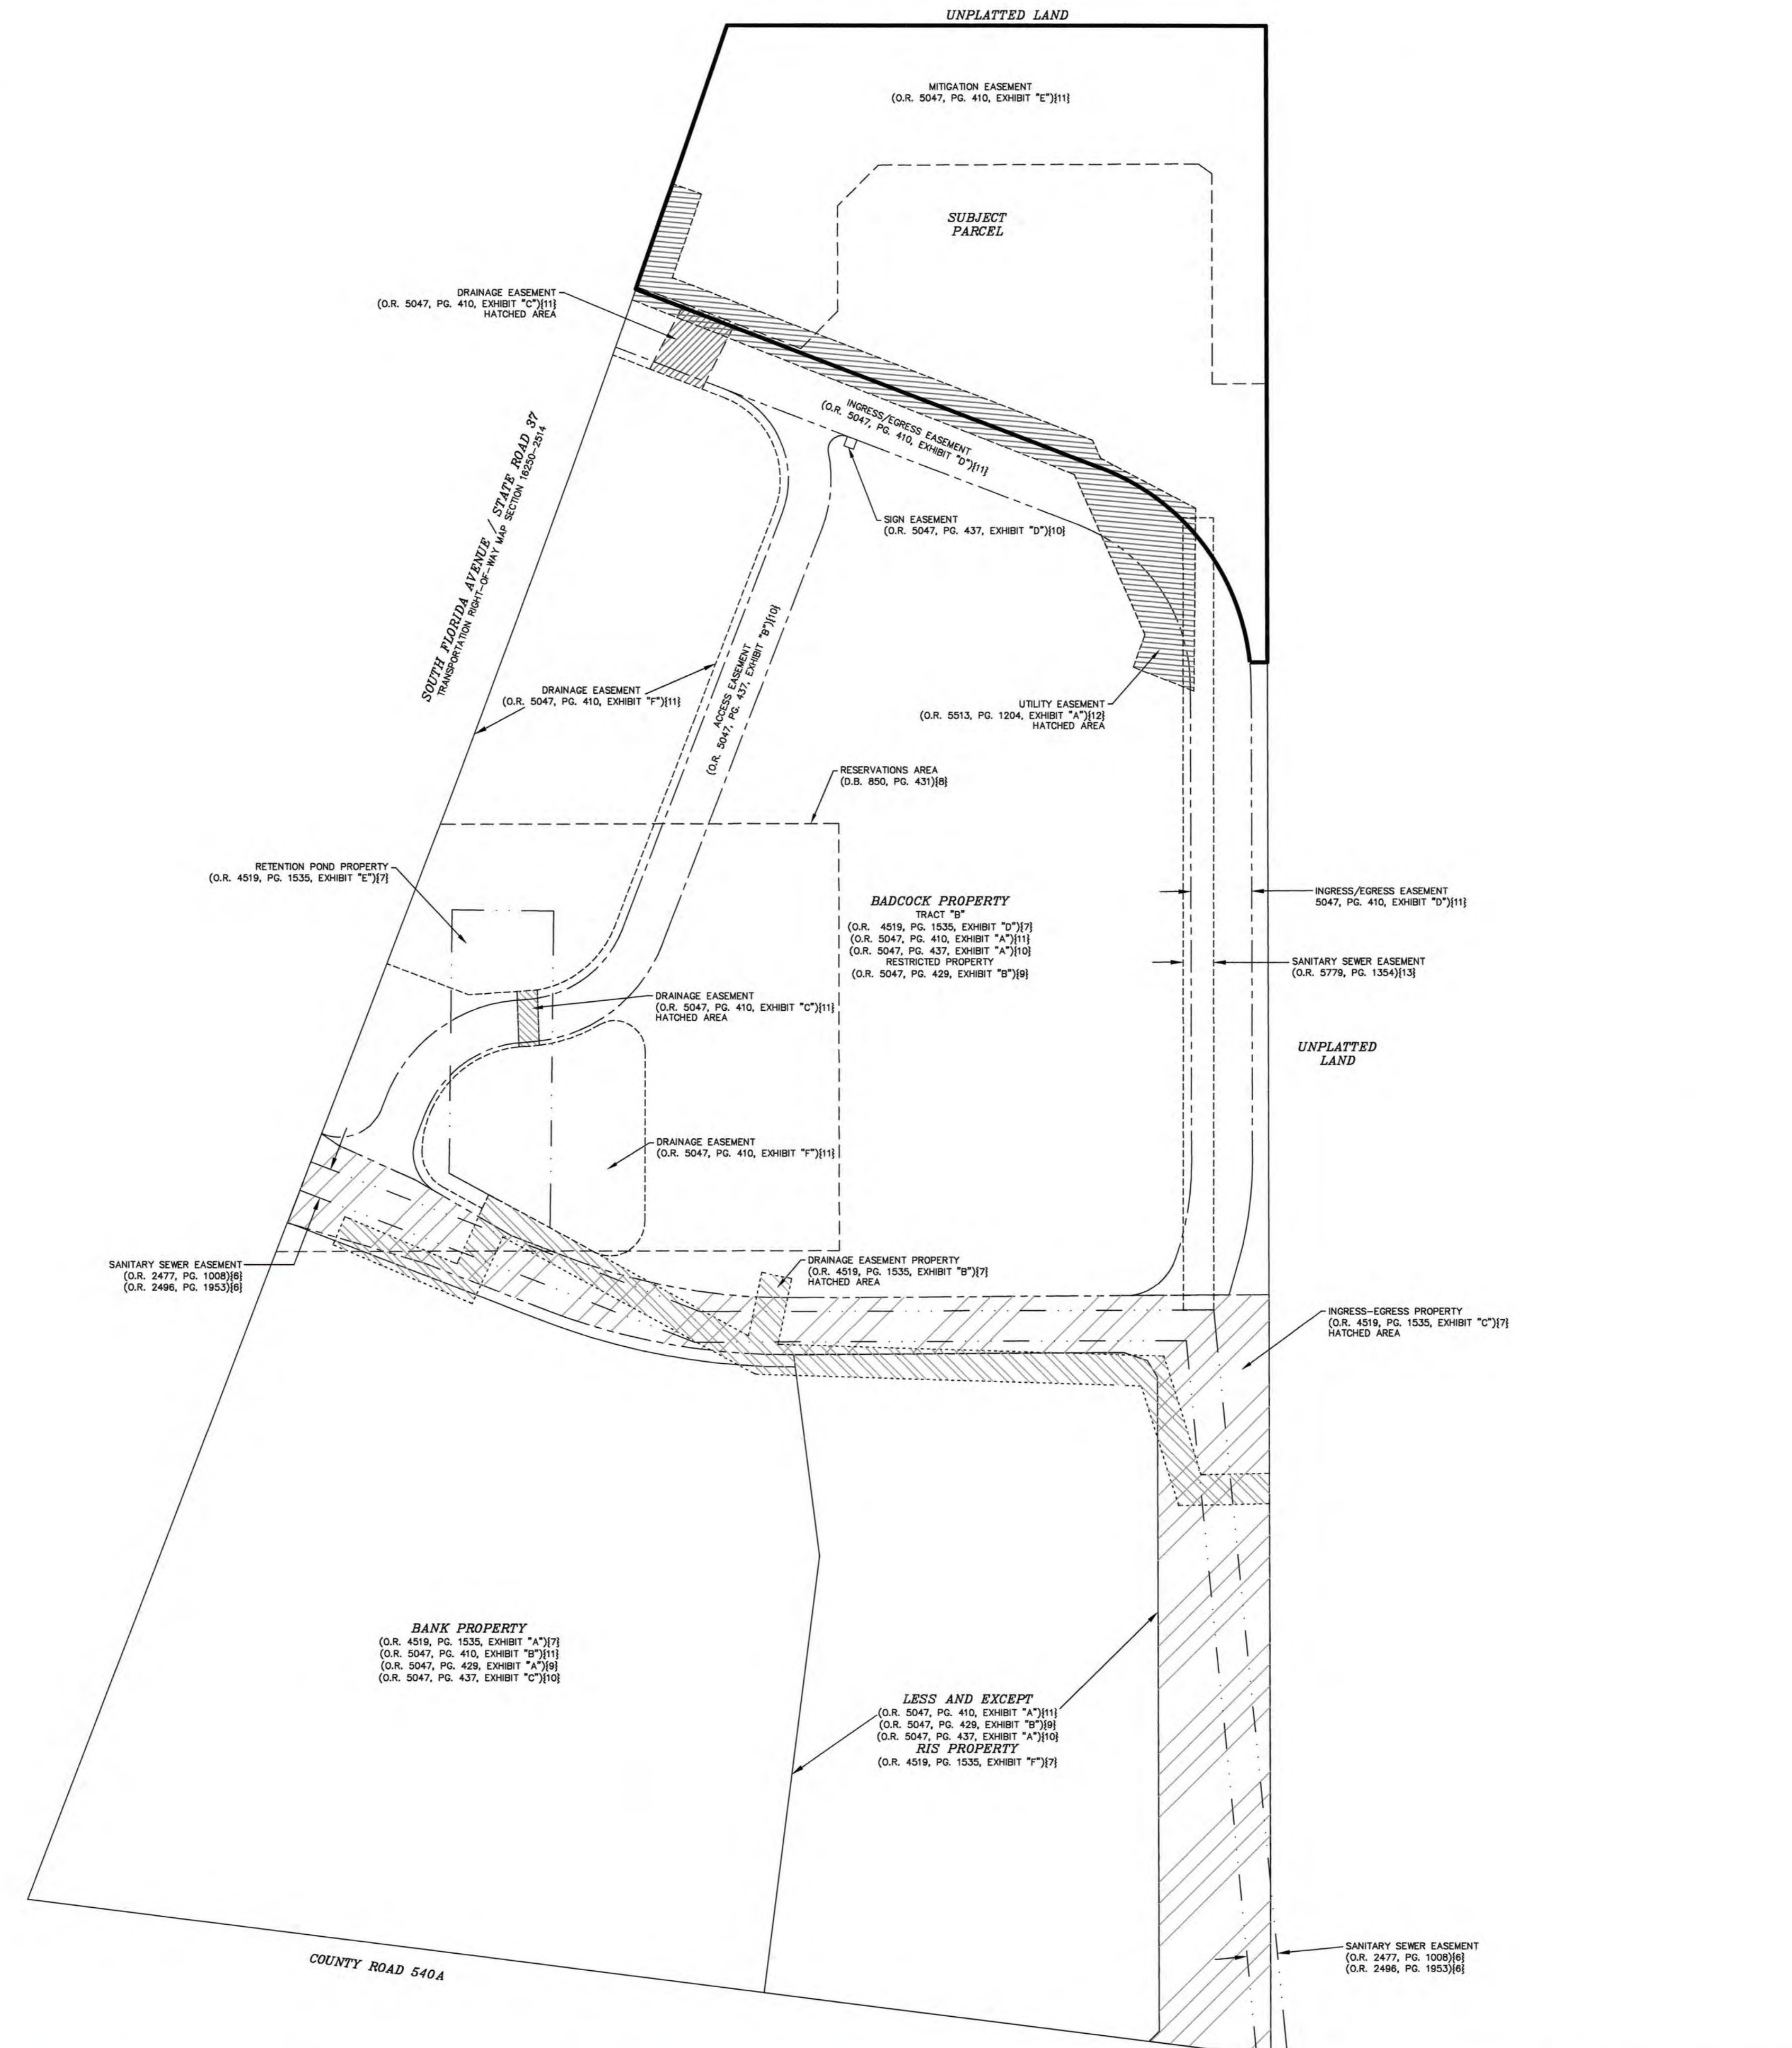 UNPLATTED LAND
MITIGATION EASEMENT
(O.R. 5047, PG. 410, EXHIBIT "E"){11}
SUBJECT
PARCEL
DRAINAGE EASEMENT
(O.R. 5047, PG. 410, EXHIBIT "C"){11}
HATCHED AREA
INGRESS/EGRESS EASEMENT
(O.R. 5047, PG. 410, EXHIBIT "D"){11}
SOUTH FLORIDA AVENUE / STATE ROAD 37
TRANSPORTATION RIGHT-OF-WAY MAP SECTION 16250-2514
SIGN EASEMENT
(O.R. 5047, PG. 437, EXHIBIT "D"){10}
ACCESS EASEMENT
(O.R. 5047, PG. 437, EXHIBIT "B"){10}
DRAINAGE EASEMENT
(O.R. 5047, PG. 410, EXHIBIT "F"){11}
UTILITY EASEMENT
(O.R. 5513, PG. 1204, EXHIBIT "A"){12}
HATCHED AREA
RESERVATIONS AREA
(D.B. 850, PG. 431){8}
RETENTION POND PROPERTY
(O.R. 4519, PG. 1535, EXHIBIT "E"){7}
BADCOCK PROPERTY
TRACT "B"
(O.R. 4519, PG. 1535, EXHIBIT "D"){7}
(O.R. 5047, PG. 410, EXHIBIT "A"){11}
(O.R. 5047, PG. 437, EXHIBIT "A"){10}
RESTRICTED PROPERTY
(O.R. 5047, PG. 429, EXHIBIT "B"){9}
INGRESS/EGRESS EASEMENT
5047, PG. 410, EXHIBIT "D"){11}
SANITARY SEWER EASEMENT
(O.R. 5779, PG. 1354){13}
DRAINAGE EASEMENT
(O.R. 5047, PG. 410, EXHIBIT "C"){11}
HATCHED AREA
UNPLATTED
LAND
DRAINAGE EASEMENT
(O.R. 5047, PG. 410, EXHIBIT "F"){11}
SANITARY SEWER EASEMENT
(O.R. 2477, PG. 1008){6}
(O.R. 2496, PG. 1953){6}
DRAINAGE EASEMENT PROPERTY
(O.R. 4519, PG. 1535, EXHIBIT "B"){7}
HATCHED AREA
INGRESS-EGRESS PROPERTY
(O.R. 4519, PG. 1535, EXHIBIT "C"){7}
HATCHED AREA
BANK PROPERTY
(O.R. 4519, PG. 1535, EXHIBIT "A"){7}
(O.R. 5047, PG. 410, EXHIBIT "B"){11}
(O.R. 5047, PG. 429, EXHIBIT "A"){9}
(O.R. 5047, PG. 437, EXHIBIT "C"){10}
LESS AND EXCEPT
(O.R. 5047, PG. 410, EXHIBIT "A"){11}
(O.R. 5047, PG. 429, EXHIBIT "B"){9}
(O.R. 5047, PG. 437, EXHIBIT "A"){10}
RIS PROPERTY
(O.R. 4519, PG. 1535, EXHIBIT "F"){7}
SANITARY SEWER EASEMENT
(O.R. 2477, PG. 1008){6}
(O.R. 2496, PG. 1953){6}
COUNTY ROAD 540A